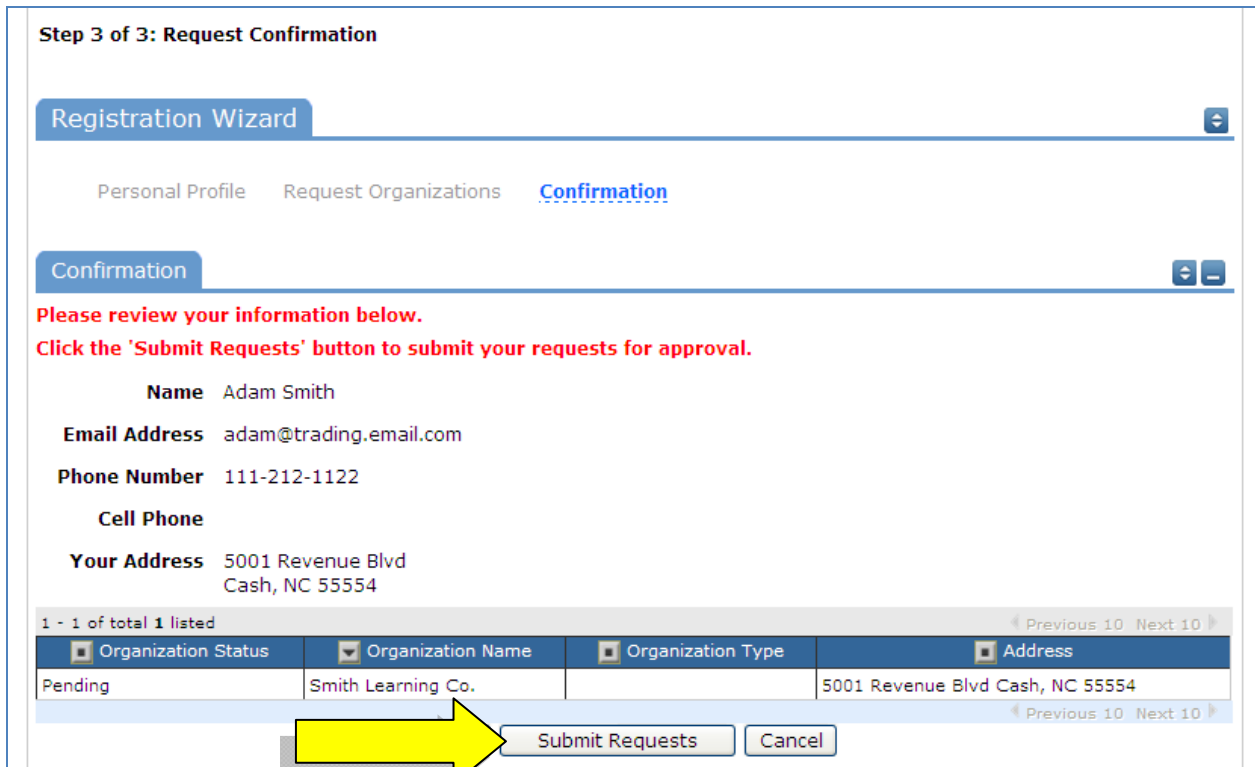 Step 3 of 3: Request Confirmation
Registration Wizard
Personal Profile Request Organizations Confirmation
Confirmation
Please review your information below.
Click the 'Submit Requests' button to submit your requests for approval.
Name Adam Smith
Email Address adam@trading.email.com
Phone Number 111-212-1122
Cell Phone
Your Address 5001 Revenue Blvd
Cash, NC 55554
1 - 1 of total 1 listed Previous 10 Next 10
Organization Status Organization Name Organization Type Address
Pending Smith Learning Co. 5001 Revenue Blvd Cash, NC 55554
Previous 10 Next 10
Submit Requests Cancel